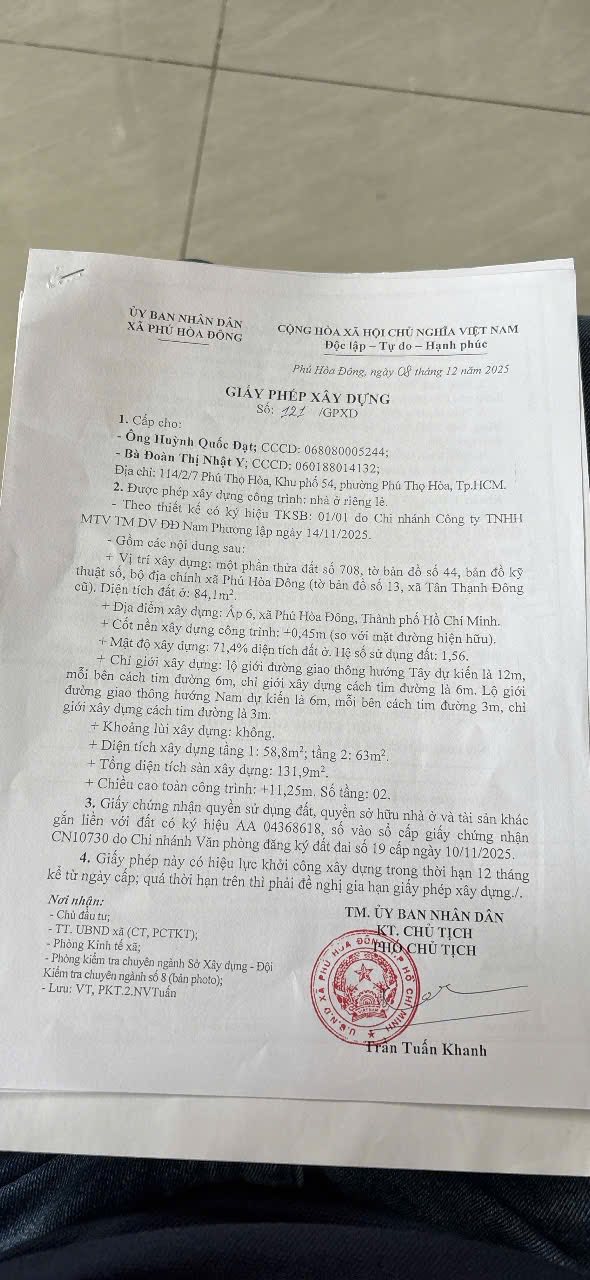 ỦY BAN NHÂN DÂN
XÃ PHÚ HÒA ĐÔNG
CỘNG HÒA XÃ HỘI CHỦ NGHĨA VIỆT NAM
Độc lập – Tự do – Hạnh phúc
Phú Hòa Đông, ngày 08 tháng 12 năm 2025
GIẤY PHÉP XÂY DỰNG
Số: 121 /GPXD
1. Cấp cho:
- Ông Huỳnh Quốc Đạt; CCCD: 068080005244;
- Bà Đoàn Thị Nhật Y; CCCD: 060188014132;
Địa chỉ: 114/2/7 Phú Thọ Hòa, Khu phố 54, phường Phú Thọ Hòa, Tp.HCM.
2. Được phép xây dựng công trình: nhà ở riêng lẻ.
- Theo thiết kế có ký hiệu TKSB: 01/01 do Chi nhánh Công ty TNHH
MTV TM DV ĐĐ Nam Phương lập ngày 14/11/2025.
- Gồm các nội dung sau:
+ Vị trí xây dựng: một phần thửa đất số 708, tờ bản đồ số 44, bản đồ kỹ
thuật số, bộ địa chính xã Phú Hòa Đông (tờ bản đồ số 13, xã Tân Thạnh Đông
cũ). Diện tích đất ở: 84,1m².
+ Địa điểm xây dựng: Ấp 6, xã Phú Hòa Đông, Thành phố Hồ Chí Minh.
+ Cốt nền xây dựng công trình: +0,45m (so với mặt đường hiện hữu).
+ Mật độ xây dựng: 71,4% diện tích đất ở. Hệ số sử dụng đất: 1,56.
+ Chỉ giới xây dựng: lộ giới đường giao thông hướng Tây dự kiến là 12m,
mỗi bên cách tim đường 6m, chỉ giới xây dựng cách tim đường là 6m. Lộ giới
đường giao thông hướng Nam dự kiến là 6m, mỗi bên cách tim đường 3m, chỉ
giới xây dựng cách tim đường là 3m.
+ Khoảng lùi xây dựng: không.
+ Diện tích xây dựng tầng 1: 58,8m²; tầng 2: 63m².
+ Tổng diện tích sàn xây dựng: 131,9m².
+ Chiều cao toàn công trình: +11,25m. Số tầng: 02.
3. Giấy chứng nhận quyền sử dụng đất, quyền sở hữu nhà ở và tài sản khác
gắn liền với đất có ký hiệu AA 04368618, số vào sổ cấp giấy chứng nhận
CN10730 do Chi nhánh Văn phòng đăng ký đất đai số 19 cấp ngày 10/11/2025.
4. Giấy phép này có hiệu lực khởi công xây dựng trong thời hạn 12 tháng
kể từ ngày cấp; quá thời hạn trên thì phải đề nghị gia hạn giấy phép xây dựng./.
Nơi nhận:
- Chủ đầu tư;
- TT. UBND xã (CT, PCTKT);
- Phòng Kinh tế xã;
- Phòng kiểm tra chuyên ngành Sở Xây dựng - Đội
Kiểm tra chuyên ngành số 8 (bản photo);
- Lưu: VT, PKT.2.NVTuấn
TM. ỦY BAN NHÂN DÂN
KT. CHỦ TỊCH
PHÓ CHỦ TỊCH
U.B.N.D XÃ PHÚ HÒA ĐÔNG T.P HỒ CHÍ MINH
Trần Tuấn Khanh